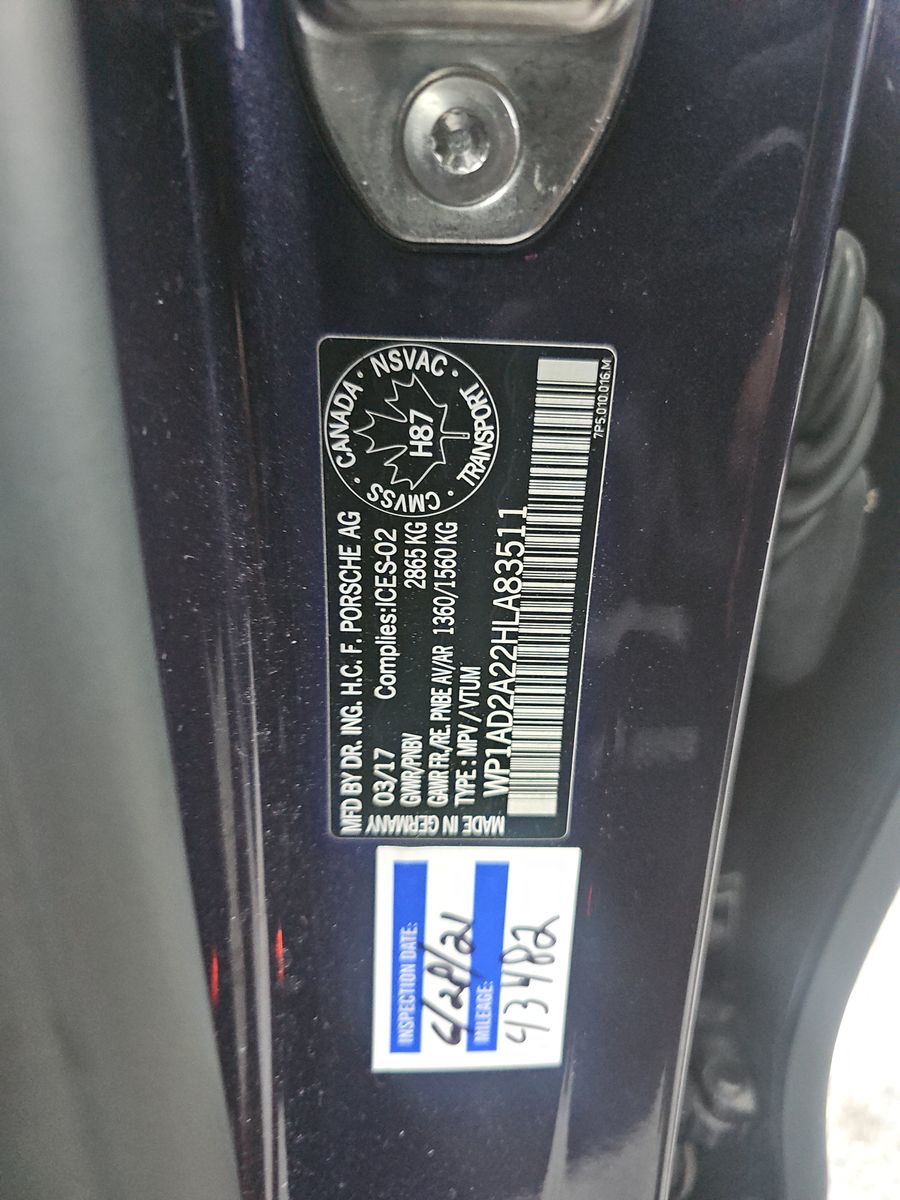 MFD BY DR. ING. H.C. F. PORSCHE AG
03/17 Complies:ICES-02
GVWR/PNBV 2865 KG
GAWR FR./RE. PNBE AV/AR 1360/1560 KG
TYPE : MPV / VTUM
WP1AD2A22HLA83511
MADE IN GERMANY
CANADA · NSVAC ·
TRANSPORT · CMVSS ·
H87
7P5.010.016.M
INSPECTION DATE:
4/28/21
MILEAGE:
43482